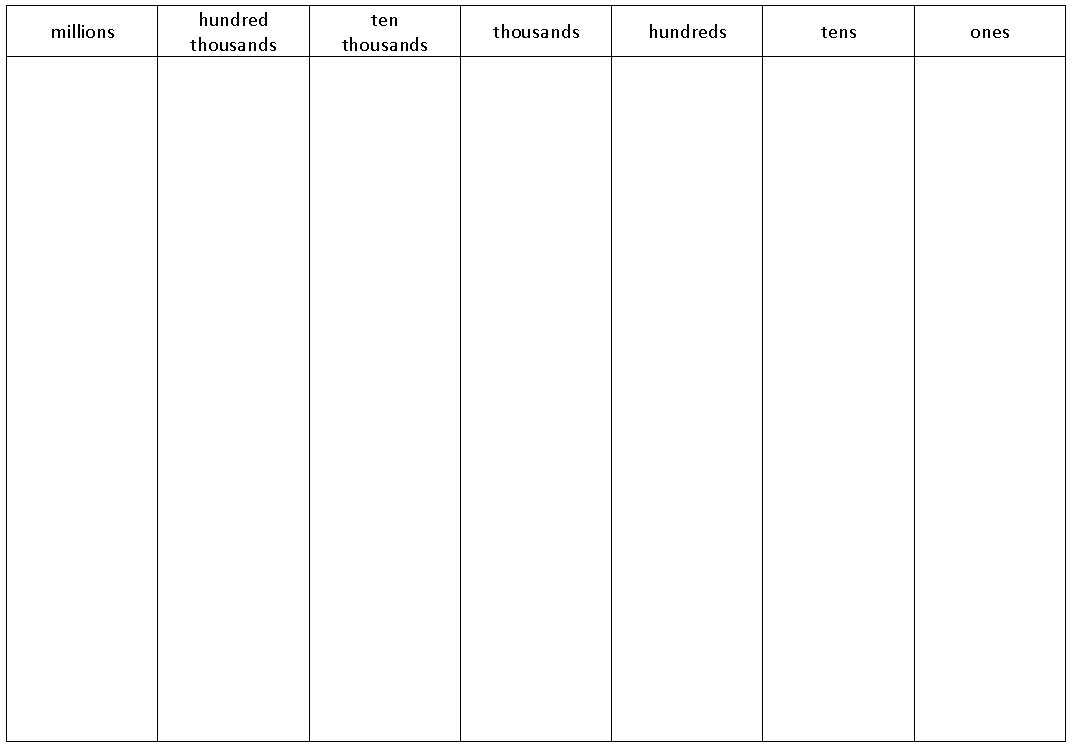 millions
hundred
thousands
ten
thousands
thousands
hundreds
tens
ones